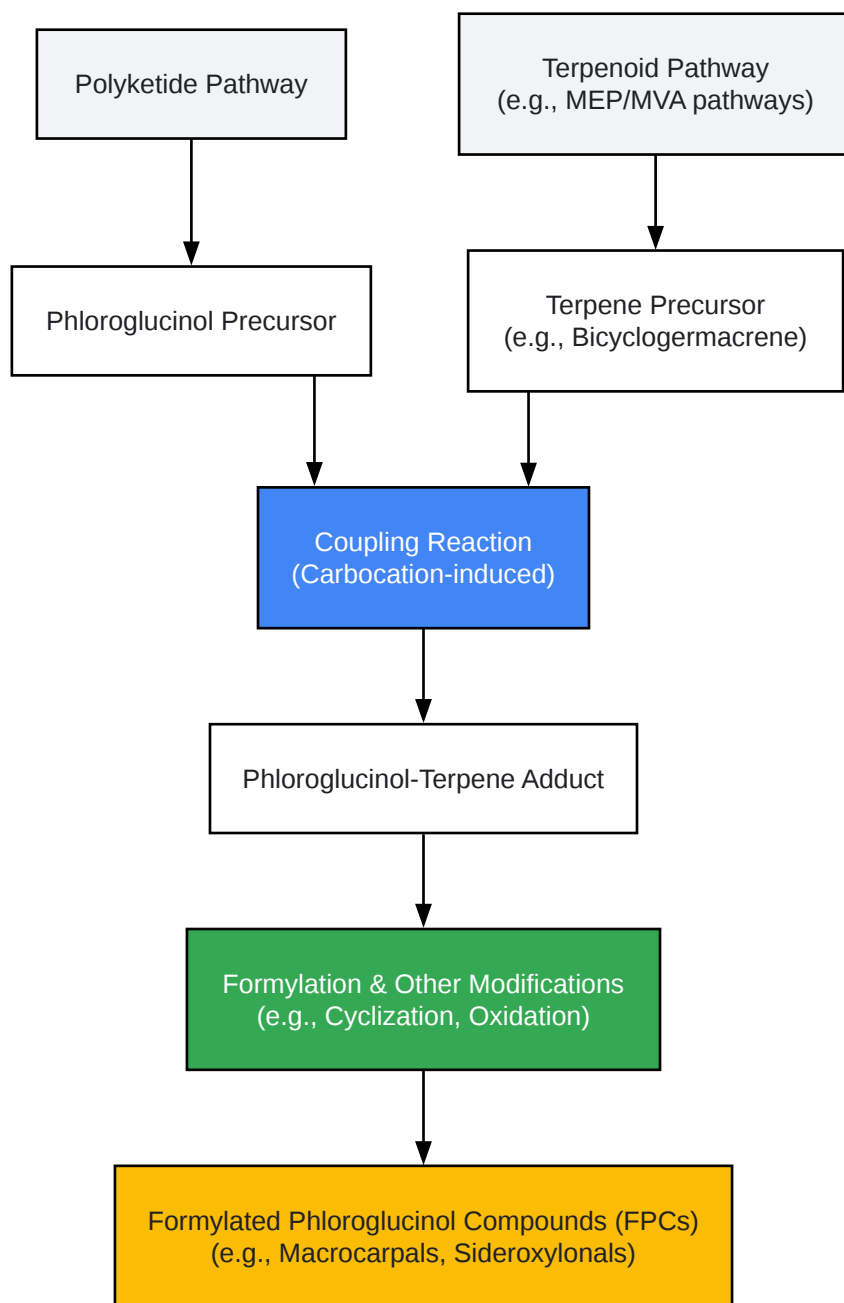 Polyketide Pathway
Terpenoid Pathway
(e.g., MEP/MVA pathways)
Phloroglucinol Precursor
Terpene Precursor
(e.g., Bicyclogermacrene)
Coupling Reaction
(Carbocation-induced)
Phloroglucinol-Terpene Adduct
Formylation & Other Modifications
(e.g., Cyclization, Oxidation)
Formylated Phloroglucinol Compounds (FPCs)
(e.g., Macrocarpals, Sideroxylonals)